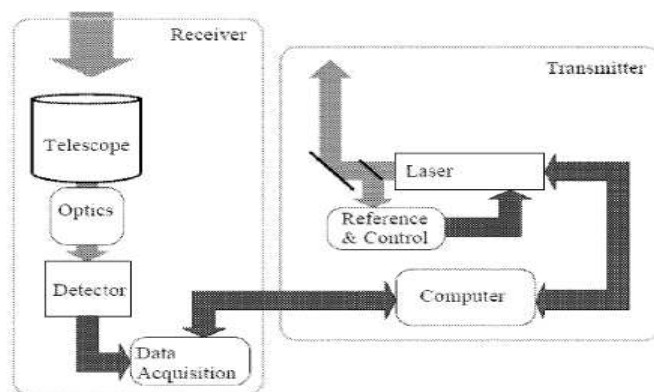 Receiver
Telescope
Optics
Detector
Data
Acquisition
Transmitter
Laser
Reference
& Control
Computer